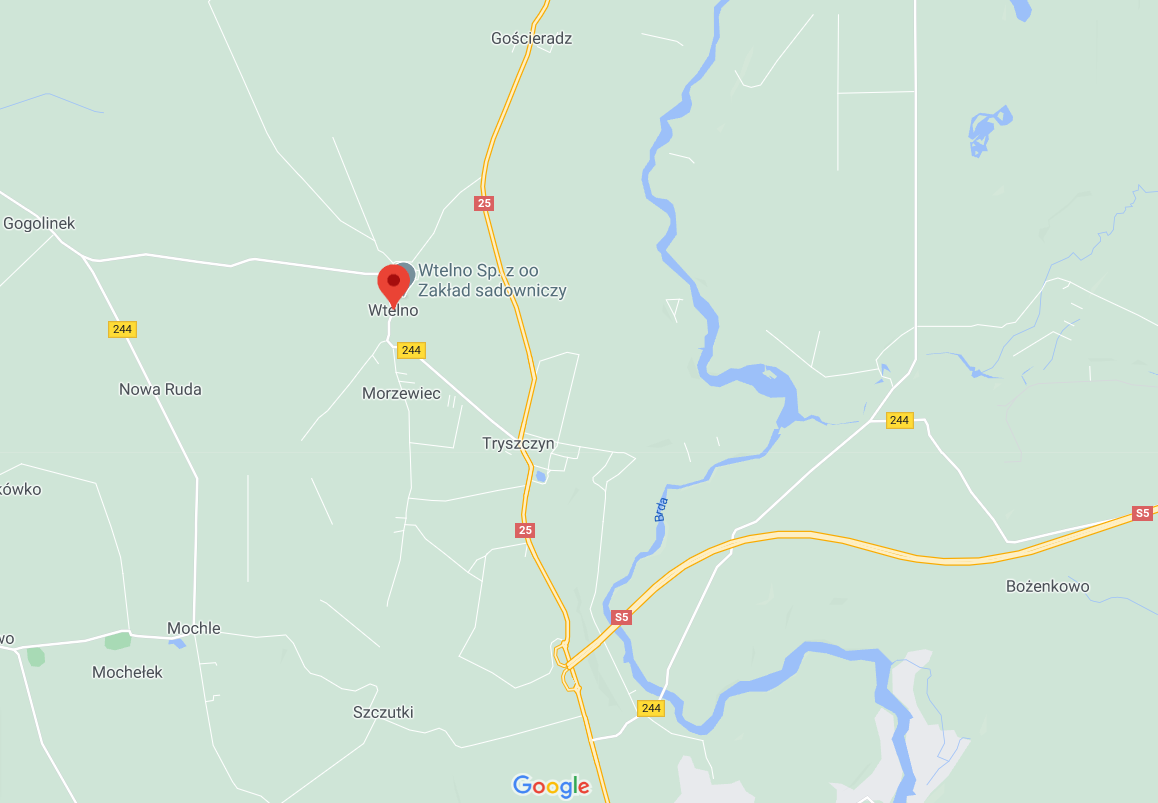 Gościeradz
25
Gogolinek
Wtelno Sp. z oo
Zakład sadowniczy
Wtelno
244
244
Nowa Ruda
Morzewiec
244
Tryszczyn
kówko
Brda
S5
25
Bożenkowo
S5
Mochle
wo
Mochełek
Szczutki
244
Google